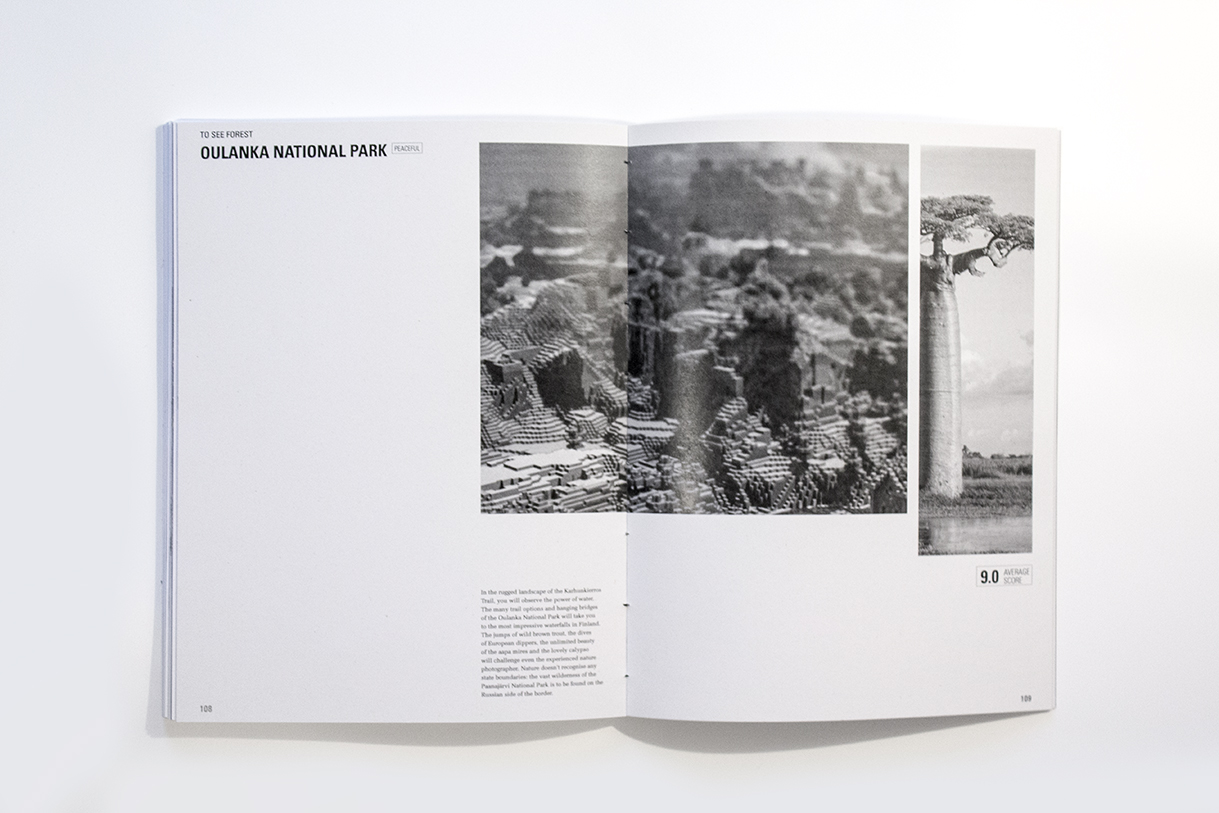 TO SEE FOREST
OULANKA NATIONAL PARK PEACEFUL
In the rugged landscape of the Karhuunkierros
Trail, you will observe the power of water.
The many trail options and hanging bridges
of the Oulanka National Park will take you
to the most impressive waterfalls in Finland.
The jumps of wild brown trout, the dives
of European dippers, the unlimited beauty
of the aapa mires and the lovely calypso
will challenge even the experienced nature
photographer. Nature doesn't recognise any
state boundaries: the vast wilderness of the
Paanajärvi National Park is to be found on the
Russian side of the border.
108
9.0 AVERAGE
SCORE
109